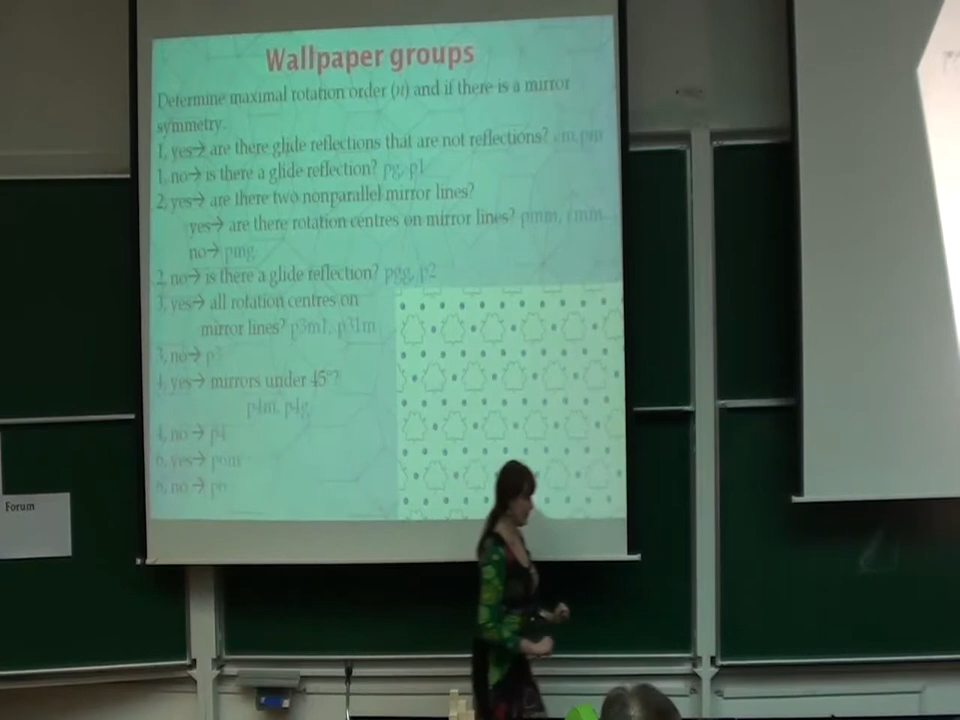 Wallpaper groups
Determine maximal rotation order (n) and if there is a mirror
symmetry.
1, yes→ are there glide reflections that are not reflections? cm, pm
1, no→ is there a glide reflection? pg, p1
2, yes→ are there two nonparallel mirror lines?
yes→ are there rotation centres on mirror lines? pmm, cmm
no→ pmg
2, no→ is there a glide reflection? pgg, p2
3, yes→ all rotation centres on
mirror lines? p3m1, p31m
3, no→ p3
4, yes→ mirrors under 45°?
p4m, p4g
4, no→ p4
6, yes→ p6m
6, no→ p6
Forum